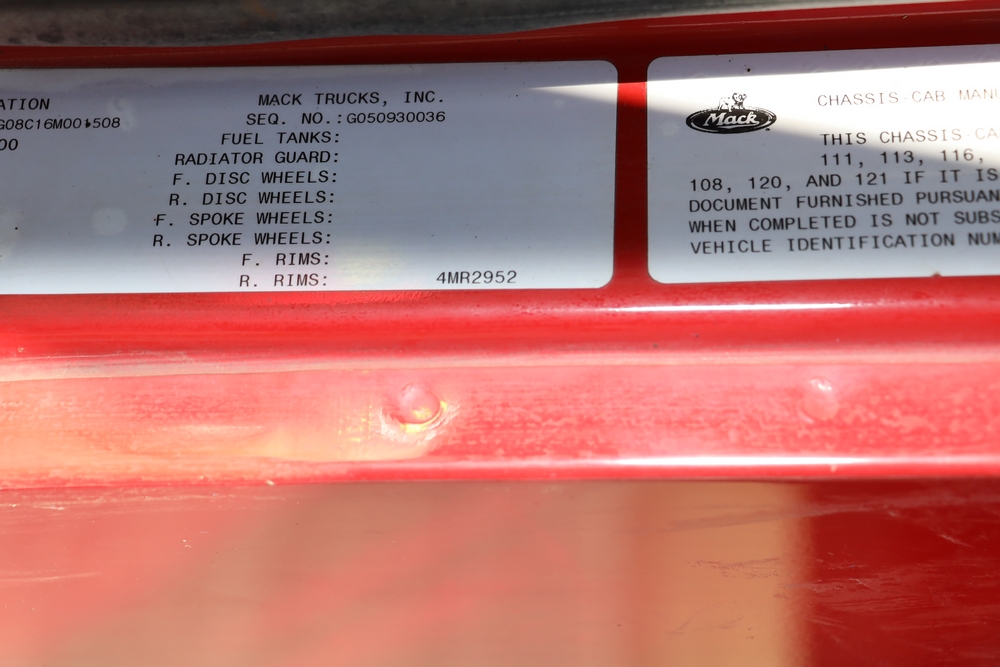 ATION
MACK TRUCKS, INC.
SEQ. NO.:G050930036
00
FUEL TANKS:
RADIATOR GUARD:
F. DISC WHEELS:
R. DISC WHEELS:
F. SPOKE WHEELS:
R. SPOKE WHEELS:
F. RIMS:
R. RIMS: 4MR2952
Mack
CHASSIS-CAB MANU
THIS CHASSIS-CA
111, 113, 116,
108, 120, AND 121 IF IT IS
DOCUMENT FURNISHED PURSUAN
WHEN COMPLETED IS NOT SUBS
VEHICLE IDENTIFICATION NUM